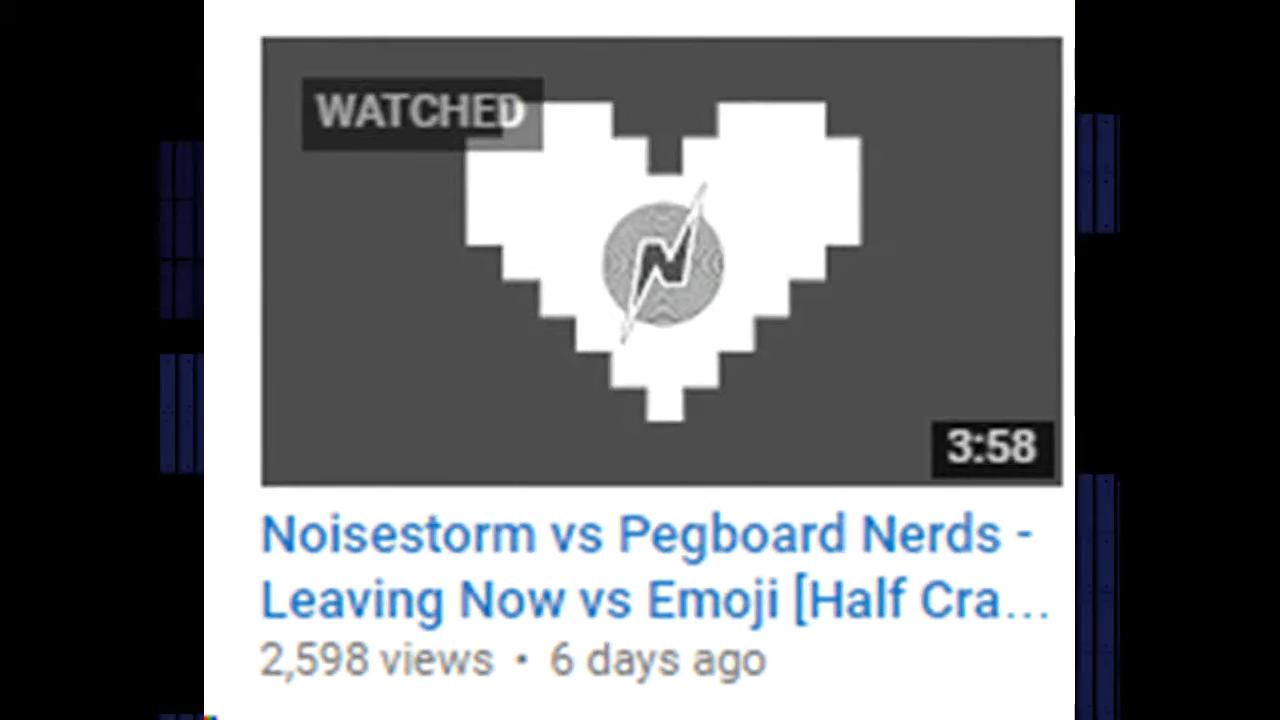 WATCHED
3:58
Noisestorm vs Pegboard Nerds -
Leaving Now vs Emoji [Half Cra...
2,598 views • 6 days ago